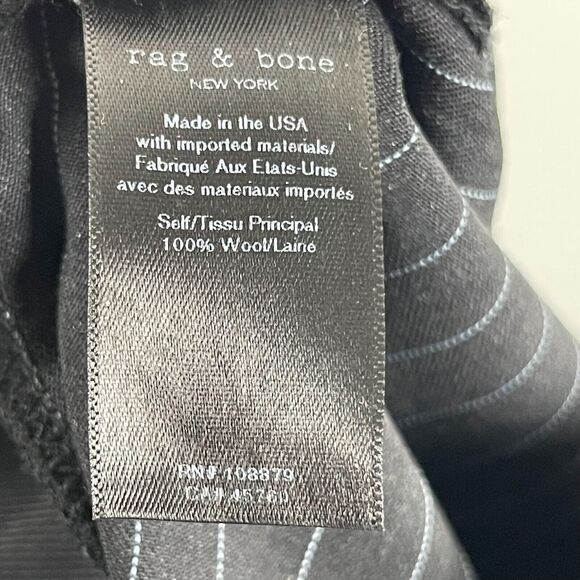 rag & bone
NEW YORK
Made in the USA
with imported materials/
Fabriqué Aux Etats-Unis
avec des materiaux importés
Self/Tissu Principal
100% Wool/Laine
RN# 108879
CA# 45760